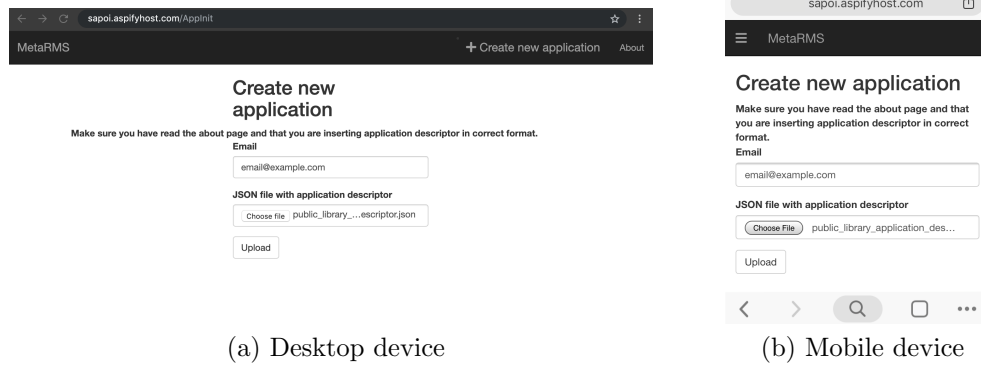 sapoi.aspifyhost.com/AppInit
MetaRMS
+ Create new application
About
Create new
application
Make sure you have read the about page and that you are inserting application descriptor in correct format.
Email
email@example.com
JSON file with application descriptor
Choose file public_library_...escriptor.json
Upload
(a) Desktop device
sapoi.aspifyhost.com
MetaRMS
Create new application
Make sure you have read the about page and that
you are inserting application descriptor in correct
format.
Email
email@example.com
JSON file with application descriptor
Choose File public_library_application_des...
Upload
(b) Mobile device